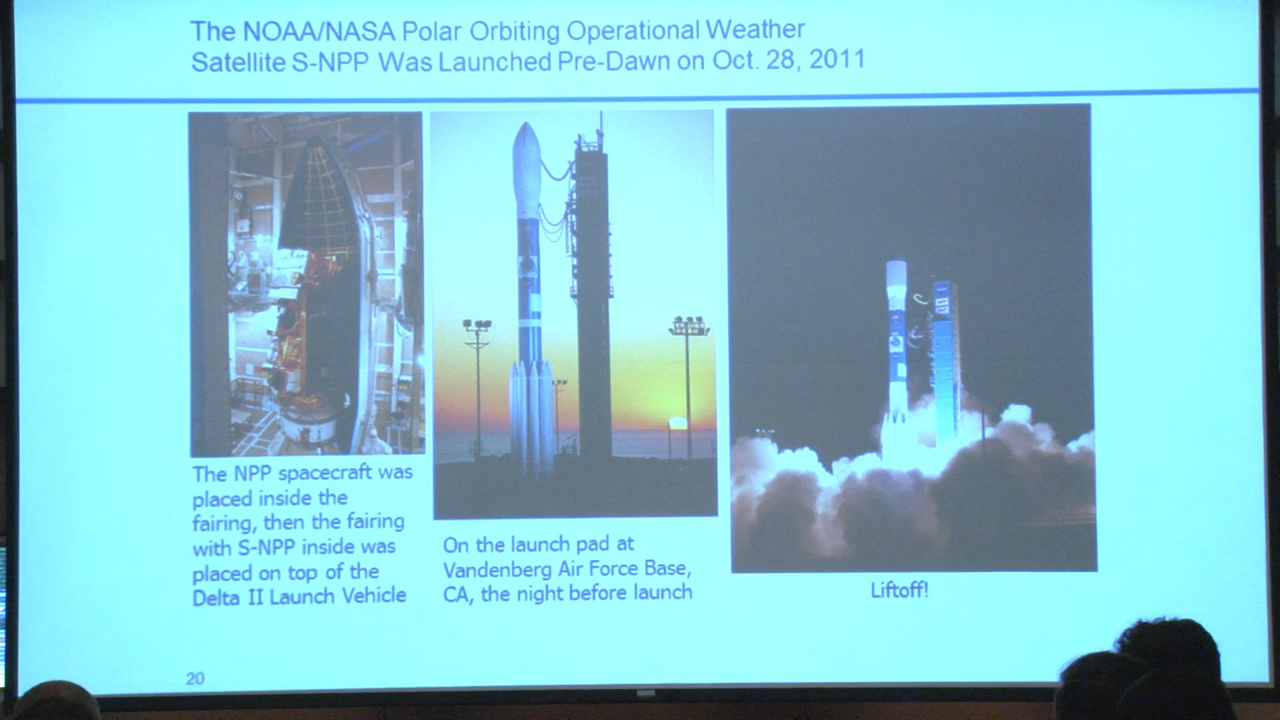 The NOAA/NASA Polar Orbiting Operational Weather
Satellite S-NPP Was Launched Pre-Dawn on Oct. 28, 2011
The NPP spacecraft was
placed inside the
fairing, then the fairing
with S-NPP inside was
placed on top of the
Delta II Launch Vehicle
On the launch pad at
Vandenberg Air Force Base,
CA, the night before launch
Liftoff!
20